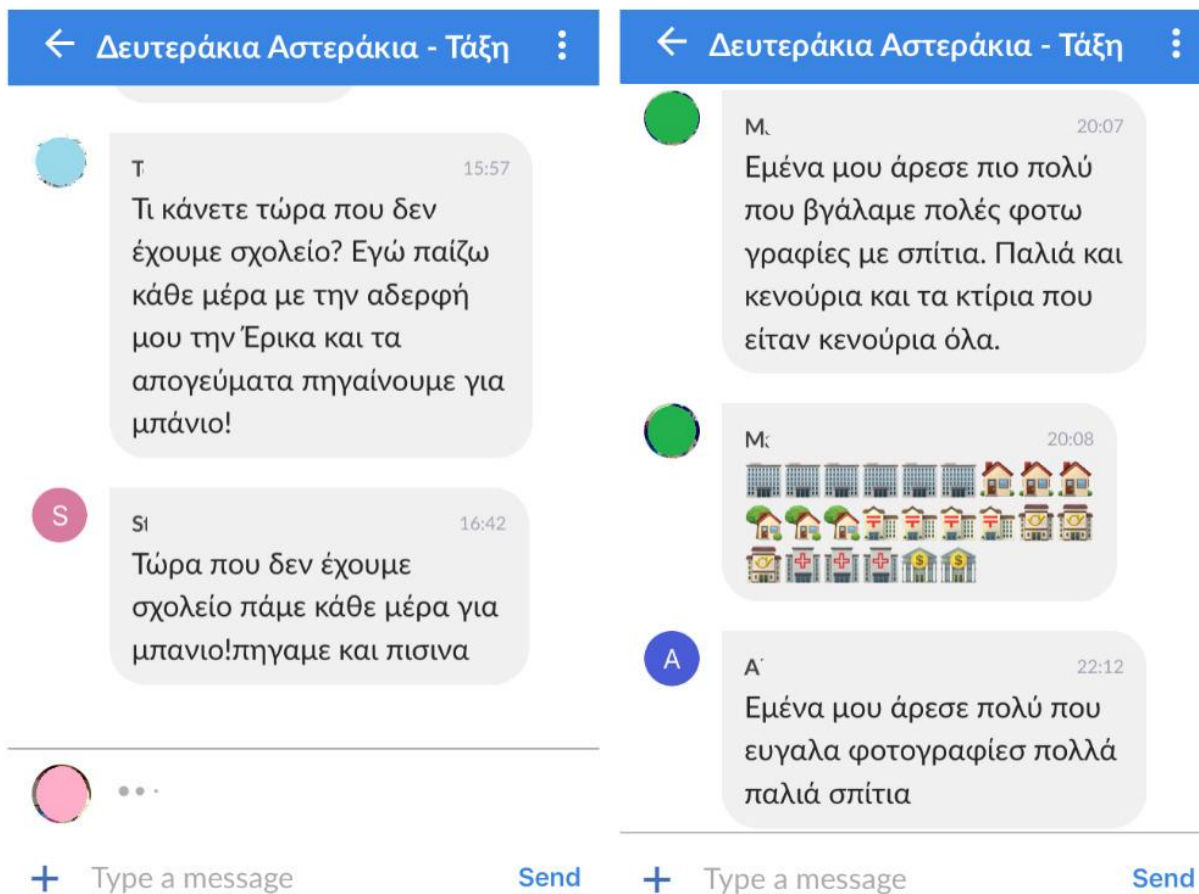 Δευτεράκια Αστεράκια - Τάξη
T
15:57
Τι κάνετε τώρα που δεν
έχουμε σχολείο? Εγώ παίζω
κάθε μέρα με την αδερφή
μου την Έρικα και τα
απογεύματα πηγαίνουμε για
μπάνιο!
S
St
16:42
Τώρα που δεν έχουμε
σχολείο πάμε κάθε μέρα για
μπανιο!πηγαμε και πισινα
Type a message
Send
Δευτεράκια Αστεράκια - Τάξη
M
20:07
Εμένα μου άρεσε πιο πολύ
που βγάλαμε πολές φοτω
γραφίες με σπίτια. Παλιά και
κενούρια και τα κτίρια που
είταν κενούρια όλα.
M
20:08
A
A
22:12
Εμένα μου άρεσε πολύ που
ευγαλα φοτογραφίεσ πολλά
παλιά σπίτια
Type a message
Send